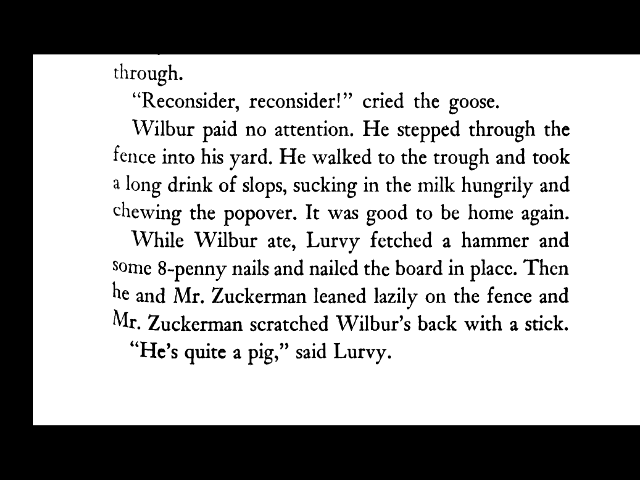 through.
“Reconsider, reconsider!” cried the goose.
Wilbur paid no attention. He stepped through the
fence into his yard. He walked to the trough and took
a long drink of slops, sucking in the milk hungrily and
chewing the popover. It was good to be home again.
While Wilbur ate, Lurvy fetched a hammer and
some 8-penny nails and nailed the board in place. Then
he and Mr. Zuckerman leaned lazily on the fence and
Mr. Zuckerman scratched Wilbur’s back with a stick.
“He’s quite a pig,” said Lurvy.